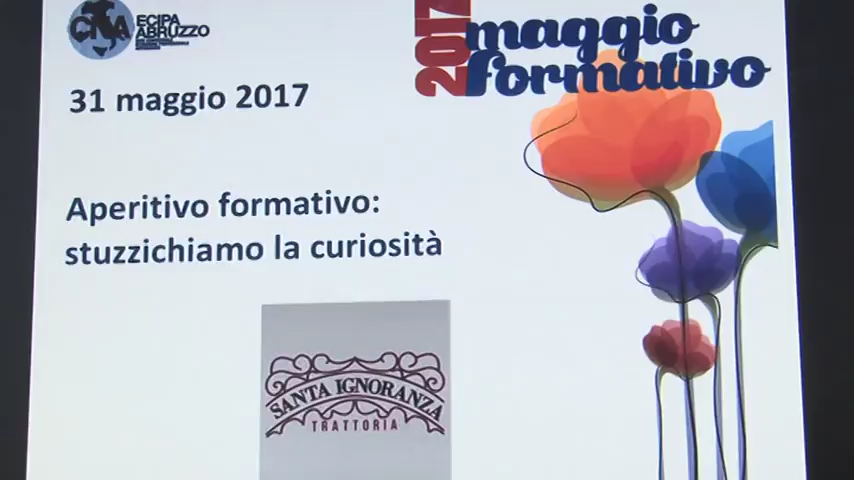 CNA
ECIPA
ABRUZZO
2017
maggio
formativo
31 maggio 2017
Aperitivo formativo:
stuzzichiamo la curiosità
SANTA IGNORANZA
TRATTORIA